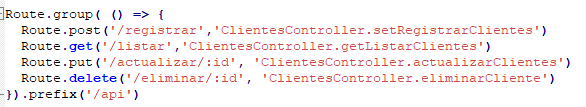 Route.group( () => {
Route.post('/registrar','ClientesController.setRegistrarClientes')
Route.get('/listar','ClientesController.getListarClientes')
Route.put('/actualizar/:id', 'ClientesController.actualizarClientes')
Route.delete('/eliminar/:id', 'ClientesController.eliminarCliente')
}).prefix('/api')